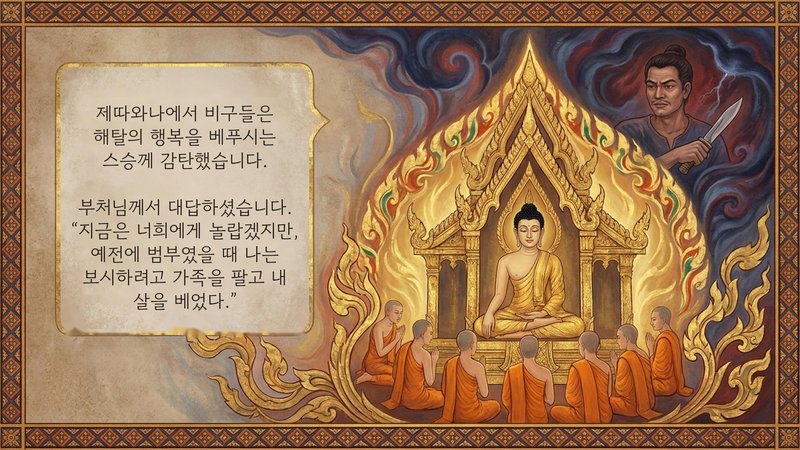 제따와나에서 비구들은
해탈의 행복을 베푸시는
스승께 감탄했습니다.
부처님께서 대답하셨습니다.
“지금은 너희에게 놀랍겠지만,
예전에 범부였을 때 나는
보시하려고 가족을 팔고 내
살을 베었다.”